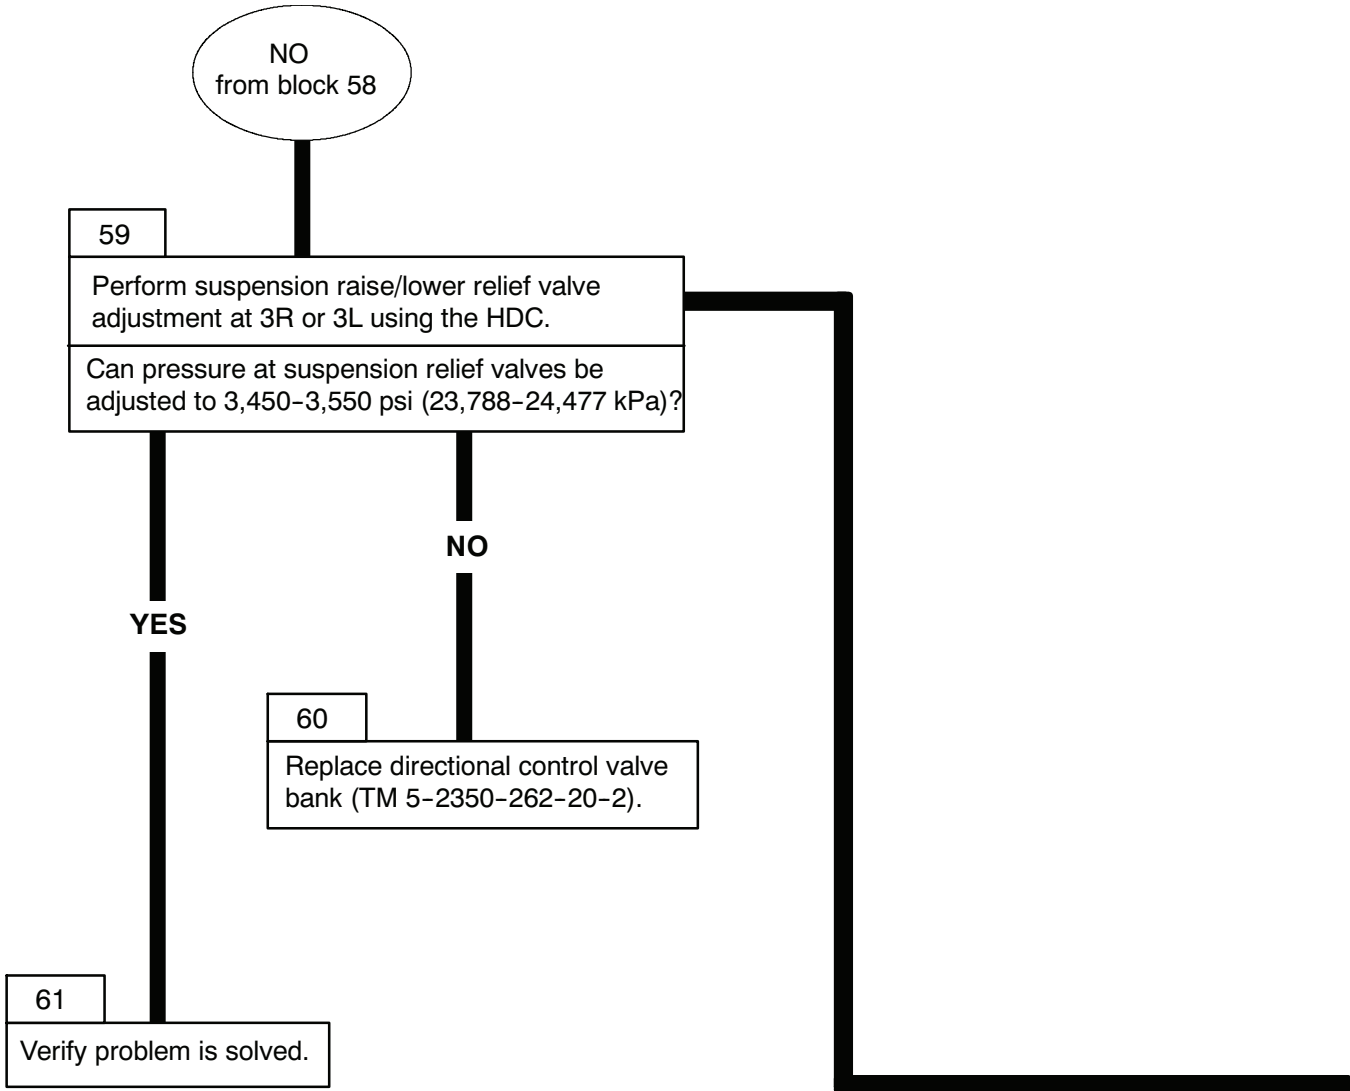 NO
from block 58
59
Perform suspension raise/lower relief valve
adjustment at 3R or 3L using the HDC.
Can pressure at suspension relief valves be
adjusted to 3,450-3,550 psi (23,788-24,477 kPa)?
NO
YES
60
Replace directional control valve
bank (TM 5-2350-262-20-2).
61
Verify problem is solved.